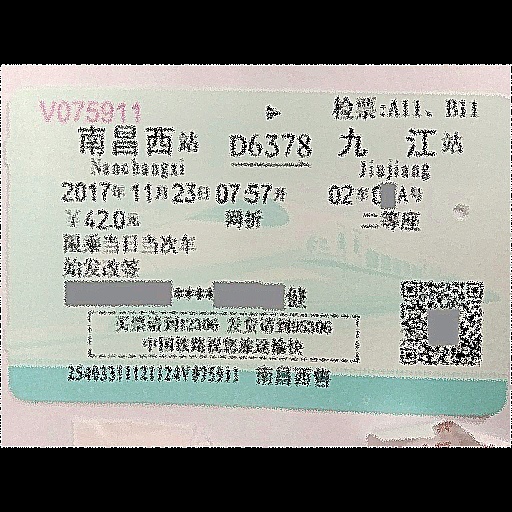 V075911 检票:A11、B11
南昌西站 D6378 九江站
Nanchangxi Jiujiang
2017年11月23日07:57开 02车0 A号
￥42.0元 网折 二等座
限乘当日当次车
始发改签
**** 健
买票请到12306 发货请到95306
中国铁路祝您旅途愉快
25403311121124V075911 南昌西售